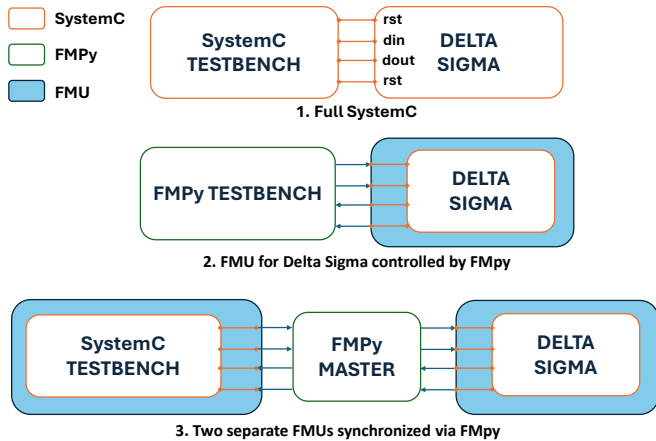 SystemC
FMPy
FMU
SystemC
TESTBENCH
rst
din
dout
rst
DELTA
SIGMA
1. Full SystemC
FMPy TESTBENCH
DELTA
SIGMA
2. FMU for Delta Sigma controlled by FMpy
SystemC
TESTBENCH
FMPy
MASTER
DELTA
SIGMA
3. Two separate FMUs synchronized via FMpy